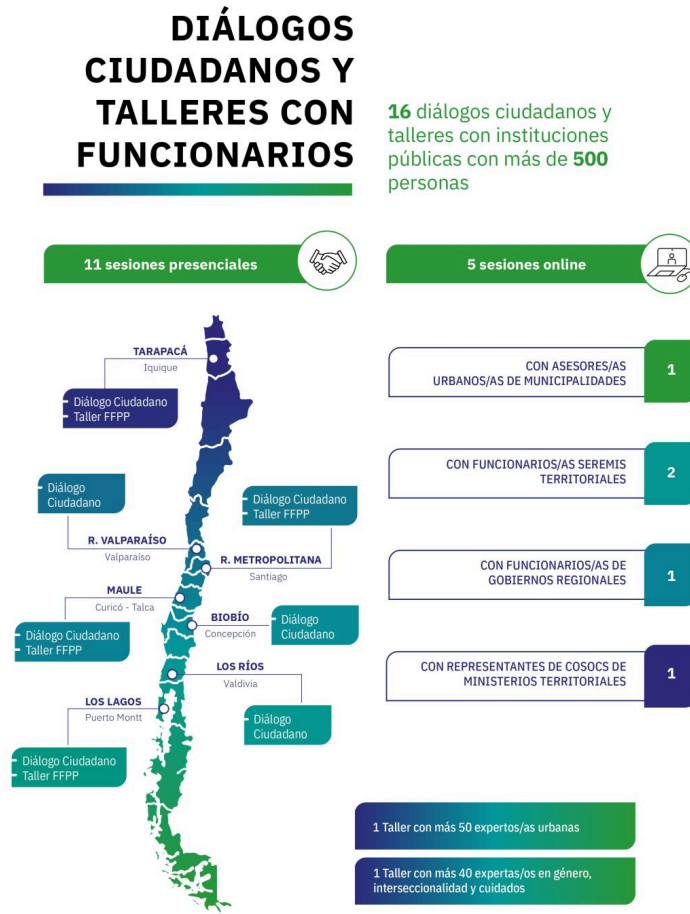 DIÁLOGOS
CIUDADANOS Y
TALLERES CON
FUNCIONARIOS
16 diálogos ciudadanos y
talleres con instituciones
públicas con más de 500
personas
11 sesiones presenciales
5 sesiones online
TARAPACÁ
Iquique
Diálogo Ciudadano
Taller FFPP
Diálogo
Ciudadano
R. VALPARAÍSO
Valparaíso
Diálogo Ciudadano
Taller FFPP
R. METROPOLITANA
Santiago
MAULE
Curicó - Talca
Diálogo Ciudadano
Taller FFPP
BIOBÍO
Concepción
Diálogo
Ciudadano
LOS RÍOS
Valdivia
Diálogo
Ciudadano
LOS LAGOS
Puerto Montt
Diálogo Ciudadano
Taller FFPP
CON ASESORES/AS
URBANOS/AS DE MUNICIPALIDADES
1
CON FUNCIONARIOS/AS SEREMIS
TERRITORIALES
2
CON FUNCIONARIOS/AS DE
GOBIERNOS REGIONALES
1
CON REPRESENTANTES DE COSOCS DE
MINISTERIOS TERRITORIALES
1
1 Taller con más 50 expertos/as urbanas
1 Taller con más 40 expertas/os en género,
interseccionalidad y cuidados